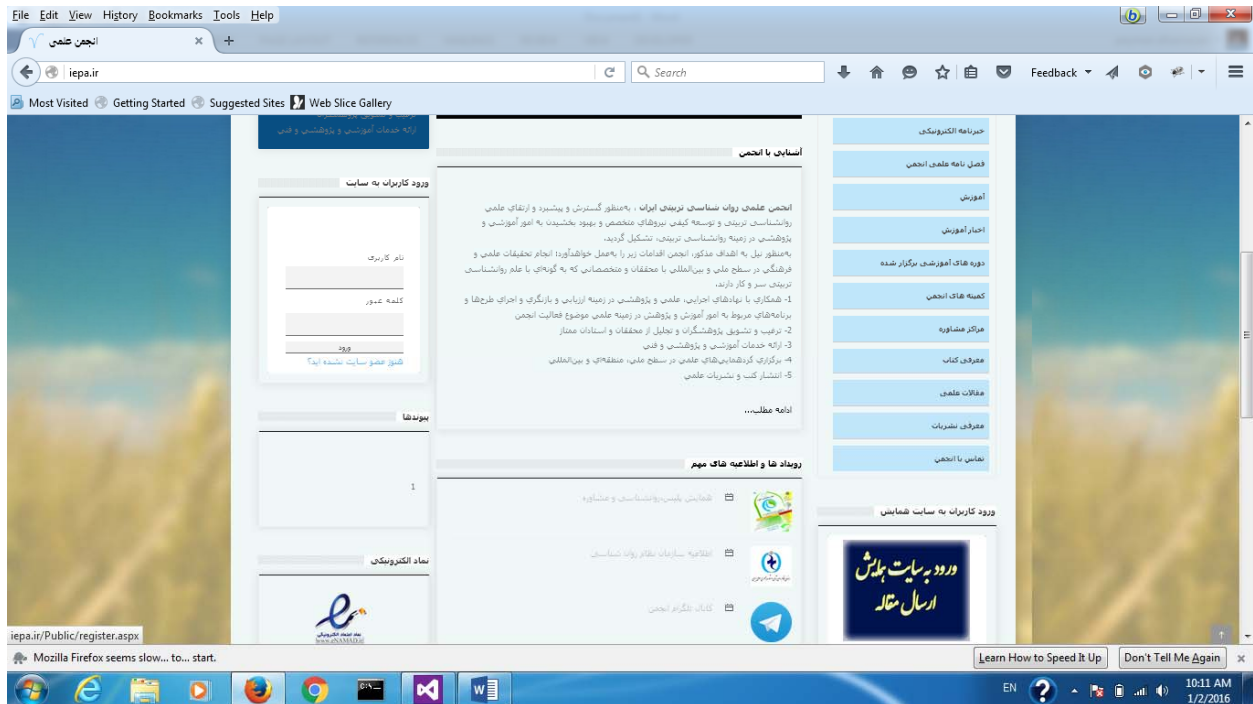 File Edit View History Bookmarks Tools Help
انجمن علمی
iepa.ir
Search
Feedback
Most Visited Getting Started Suggested Sites Web Slice Gallery
ارائه خدمات آموزشی و پژوهشی و فنی
ورود کاربران به سایت
نام کاربری
کلمه عبور
ورود
هنوز عضو سایت نشده اید؟
پیوندها
1
نماد الکترونیکی
نماد اعتماد الکترونیکی
www.eNAMAD.ir
آشنایی با انجمن
انجمن علمی روان شناسی تربیتی ایران ، به‌منظور گسترش و پیشبرد و ارتقای علمی
روانشناسی تربیتی و توسعه کیفی نیروهای متخصص و بهبود بخشیدن به امور آموزشی و
پژوهشی در زمینه روانشناسی تربیتی، تشکیل گردید.
به‌منظور نیل به اهداف مذکور، انجمن اقدامات زیر را به‌عمل خواهدآورد: انجام تحقیقات علمی و
فرهنگی در سطح ملی و بین‌المللی با محققان و متخصصانی که به گونه‌ای با علم روانشناسی
تربیتی سر و کار دارند.
1- همکاری با نهادهای اجرایی، علمی و پژوهشی در زمینه ارزیابی و بازنگری و اجرای طرح‌ها و
برنامه‌های مربوط به امور آموزش و پژوهش در زمینه علمی موضوع فعالیت انجمن
2- ترغیب و تشویق پژوهشگران و تجلیل از محققان و استادان ممتاز
3- ارائه خدمات آموزشی و پژوهشی و فنی
4- برگزاری گردهمایی‌های علمی در سطح ملی، منطقه‌ای و بین‌المللی
5- انتشار کتب و نشریات علمی
ادامه مطلب...
رویداد ها و اطلاعیه های مهم
همایش پلیس،روانشناسی و مشاوره
اطلاعیه سازمان نظام روان شناسی
کانال تلگرام انجمن
خبرنامه الکترونیکی
فصل نامه علمی انجمن
آموزش
اخبار آموزش
دوره های آموزشی برگزار شده
کمیته های انجمن
مراکز مشاوره
معرفی کتاب
مقالات علمی
معرفی نشریات
تماس با انجمن
ورود کاربران به سایت همایش
ورود به سایت همایش
ارسال مقاله
iepa.ir/Public/register.aspx
Mozilla Firefox seems slow... to... start.
Learn How to Speed It Up
Don't Tell Me Again
EN
10:11 AM
1/2/2016